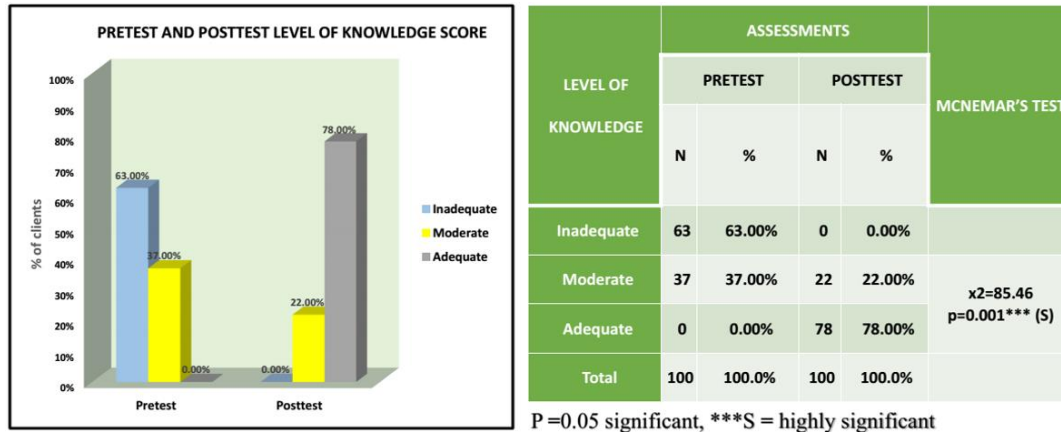 PRETEST AND POSTTEST LEVEL OF KNOWLEDGE SCORE
% of clients
100%
90%
80%
70%
60%
50%
40%
30%
20%
10%
0%
63.00%
37.00%
0.00%
0.00%
22.00%
78.00%
Pretest
Posttest
Inadequate
Moderate
Adequate
LEVEL OF KNOWLEDGE
ASSESSMENTS
MCNEMAR'S TEST
PRETEST POSTTEST
N % N %
Inadequate 63 63.00% 0 0.00%
Moderate 37 37.00% 22 22.00%
x2=85.46
p=0.001*** (S)
Adequate 0 0.00% 78 78.00%
Total 100 100.0% 100 100.0%
P =0.05 significant, ***S = highly significant